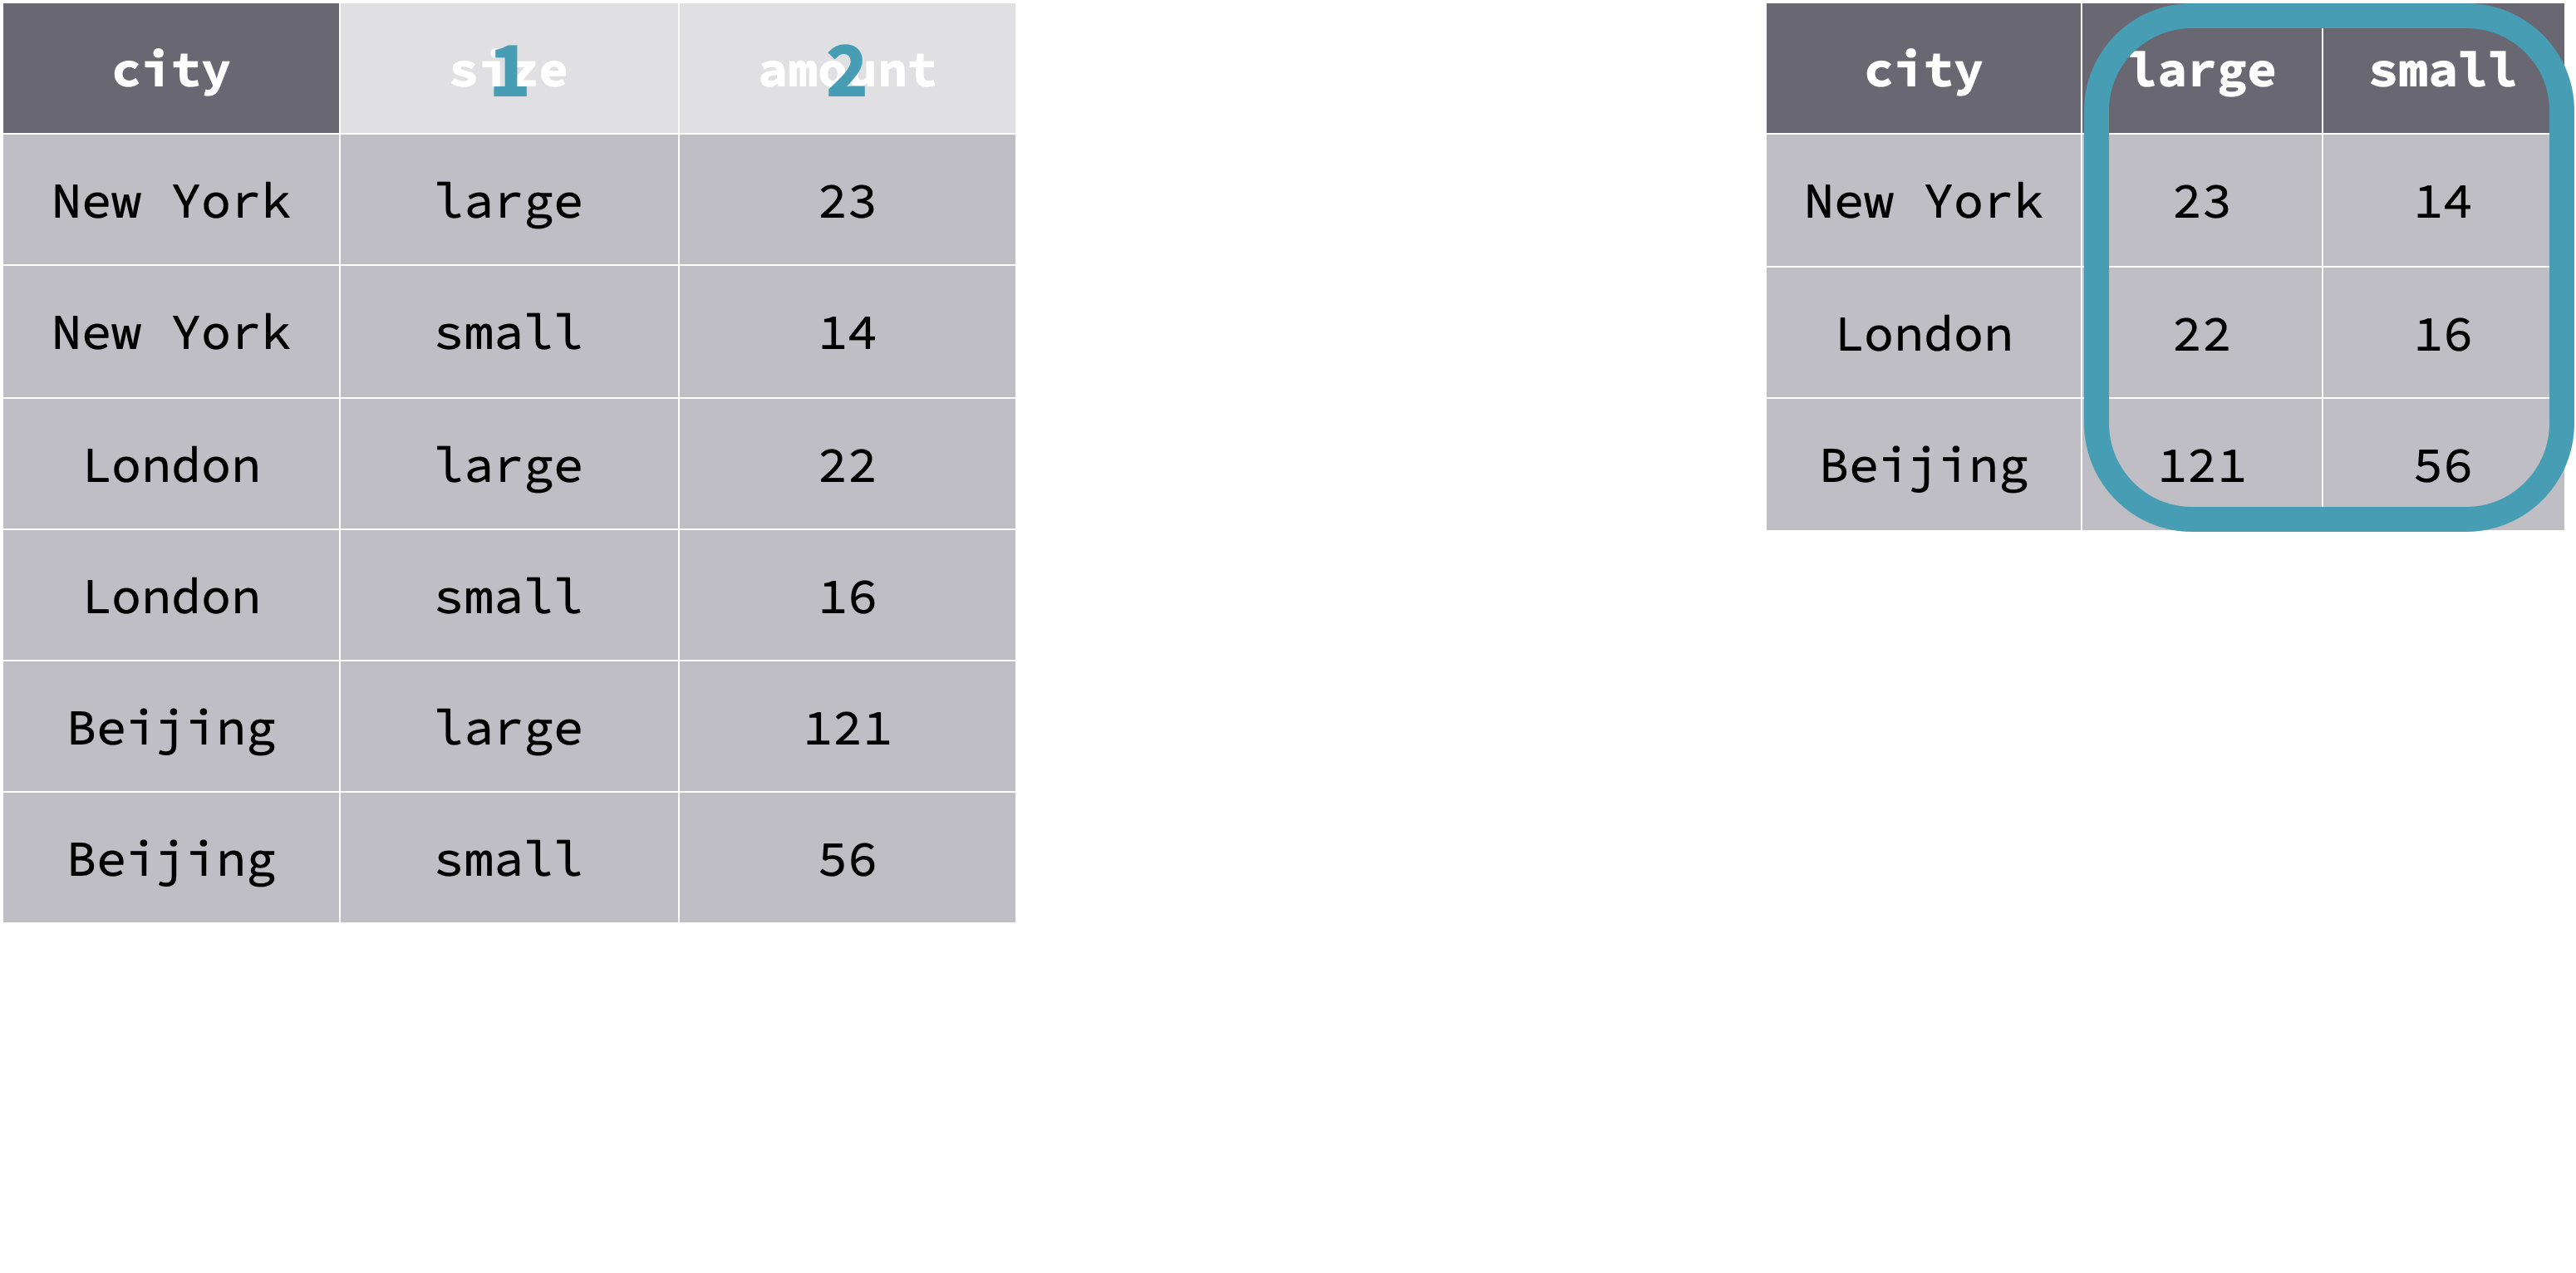 city size 1 amount 2
New York large 23
New York small 14
London large 22
London small 16
Beijing large 121
Beijing small 56
city large small
New York 23 14
London 22 16
Beijing 121 56